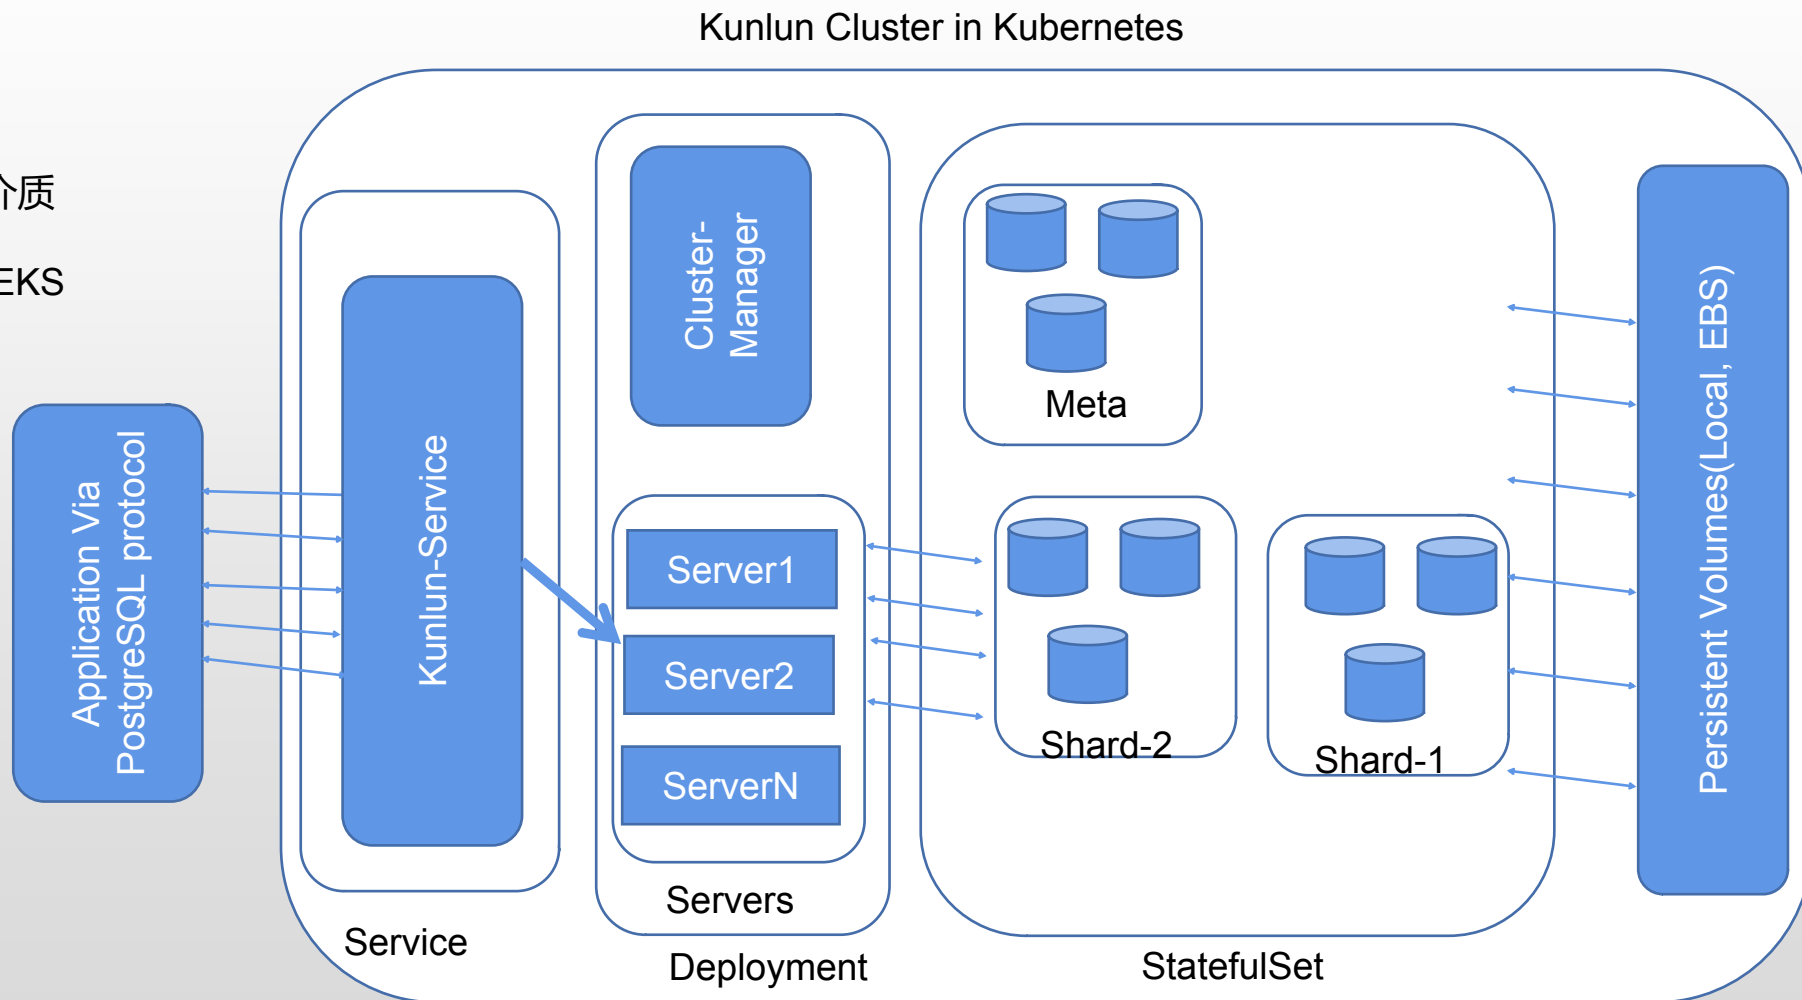 Kunlun Cluster in Kubernetes
介质
EKS
Application Via
PostgreSQL protocol
Kunlun-Service
Service
Cluster-
Manager
Server1
Server2
ServerN
Servers
Deployment
Meta
Shard-2
Shard-1
StatefulSet
Persistent Volumes(Local, EBS)